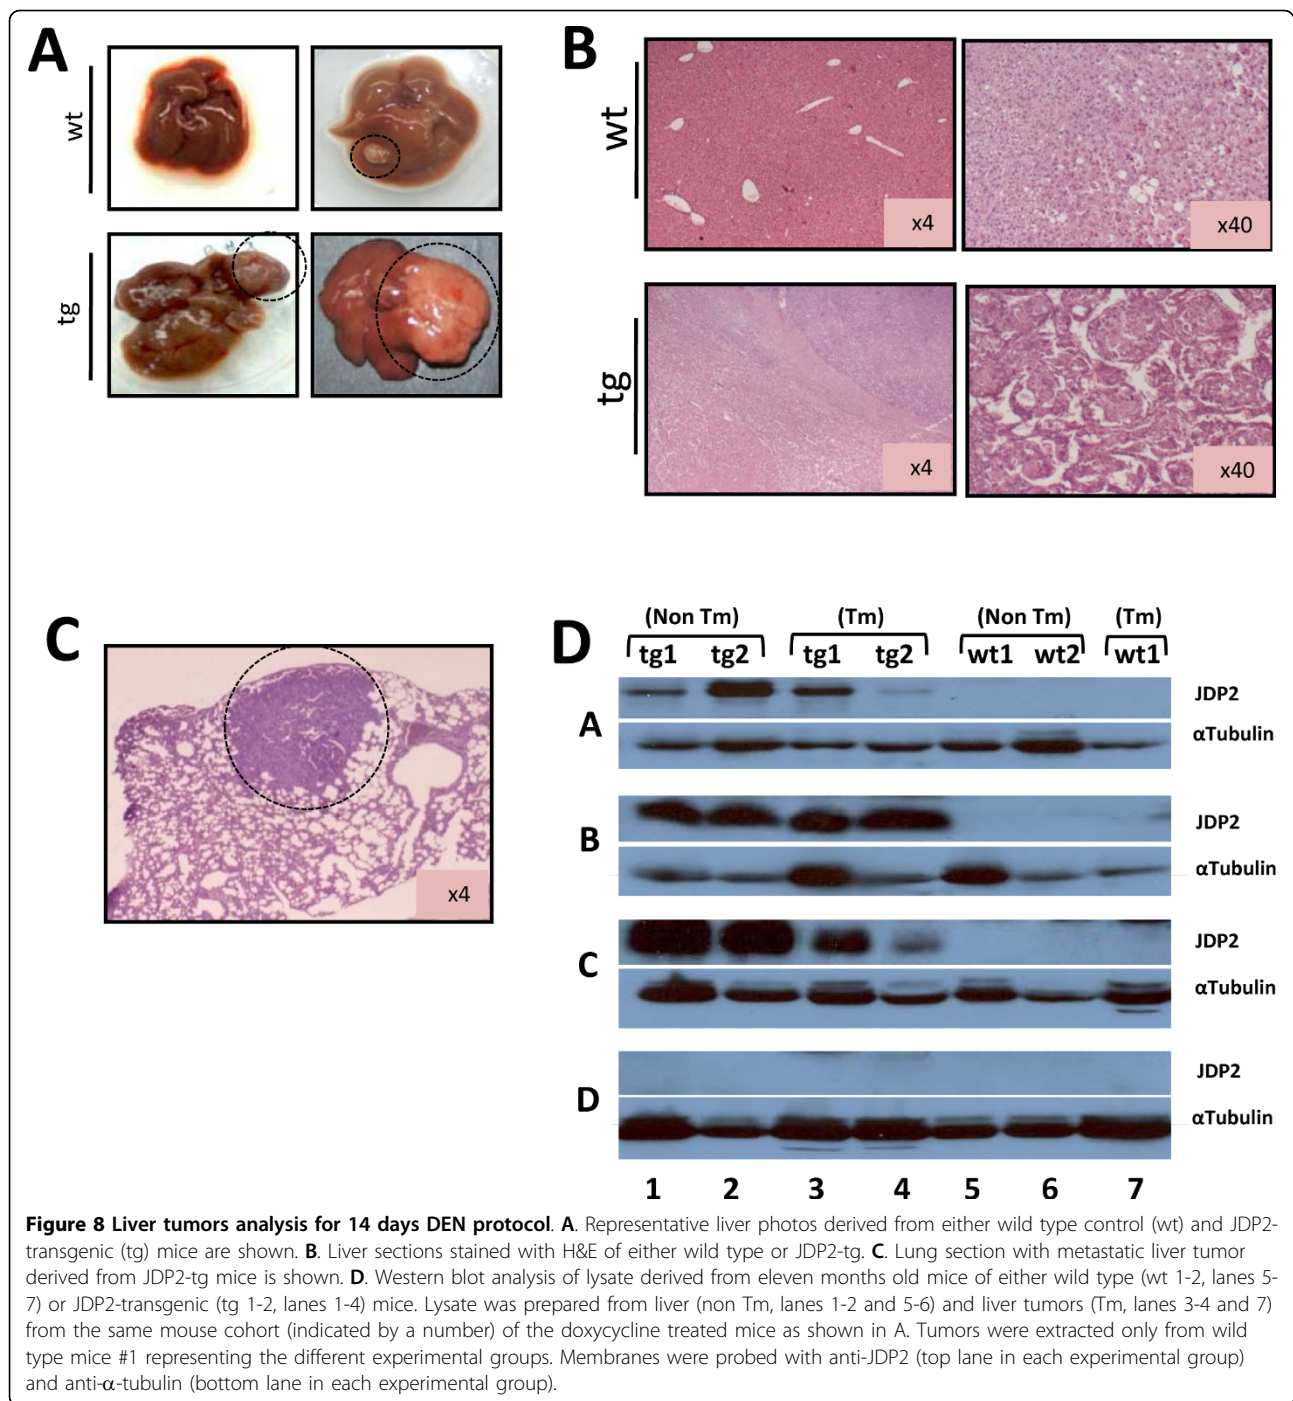 A
wt
tg
B
wt
x4
x40
tg
x4
x40
C
x4
D
(Non Tm) (Tm) (Non Tm) (Tm)
tg1 tg2 tg1 tg2 wt1 wt2 wt1
A
JDP2
αTubulin
B
JDP2
αTubulin
C
JDP2
αTubulin
D
JDP2
αTubulin
1 2 3 4 5 6 7
Figure 8 Liver tumors analysis for 14 days DEN protocol. A. Representative liver photos derived from either wild type control (wt) and JDP2-
transgenic (tg) mice are shown. B. Liver sections stained with H&E of either wild type or JDP2-tg. C. Lung section with metastatic liver tumor
derived from JDP2-tg mice is shown. D. Western blot analysis of lysate derived from eleven months old mice of either wild type (wt 1-2, lanes 5-
7) or JDP2-transgenic (tg 1-2, lanes 1-4) mice. Lysate was prepared from liver (non Tm, lanes 1-2 and 5-6) and liver tumors (Tm, lanes 3-4 and 7)
from the same mouse cohort (indicated by a number) of the doxycycline treated mice as shown in A. Tumors were extracted only from wild
type mice #1 representing the different experimental groups. Membranes were probed with anti-JDP2 (top lane in each experimental group)
and anti-α-tubulin (bottom lane in each experimental group).